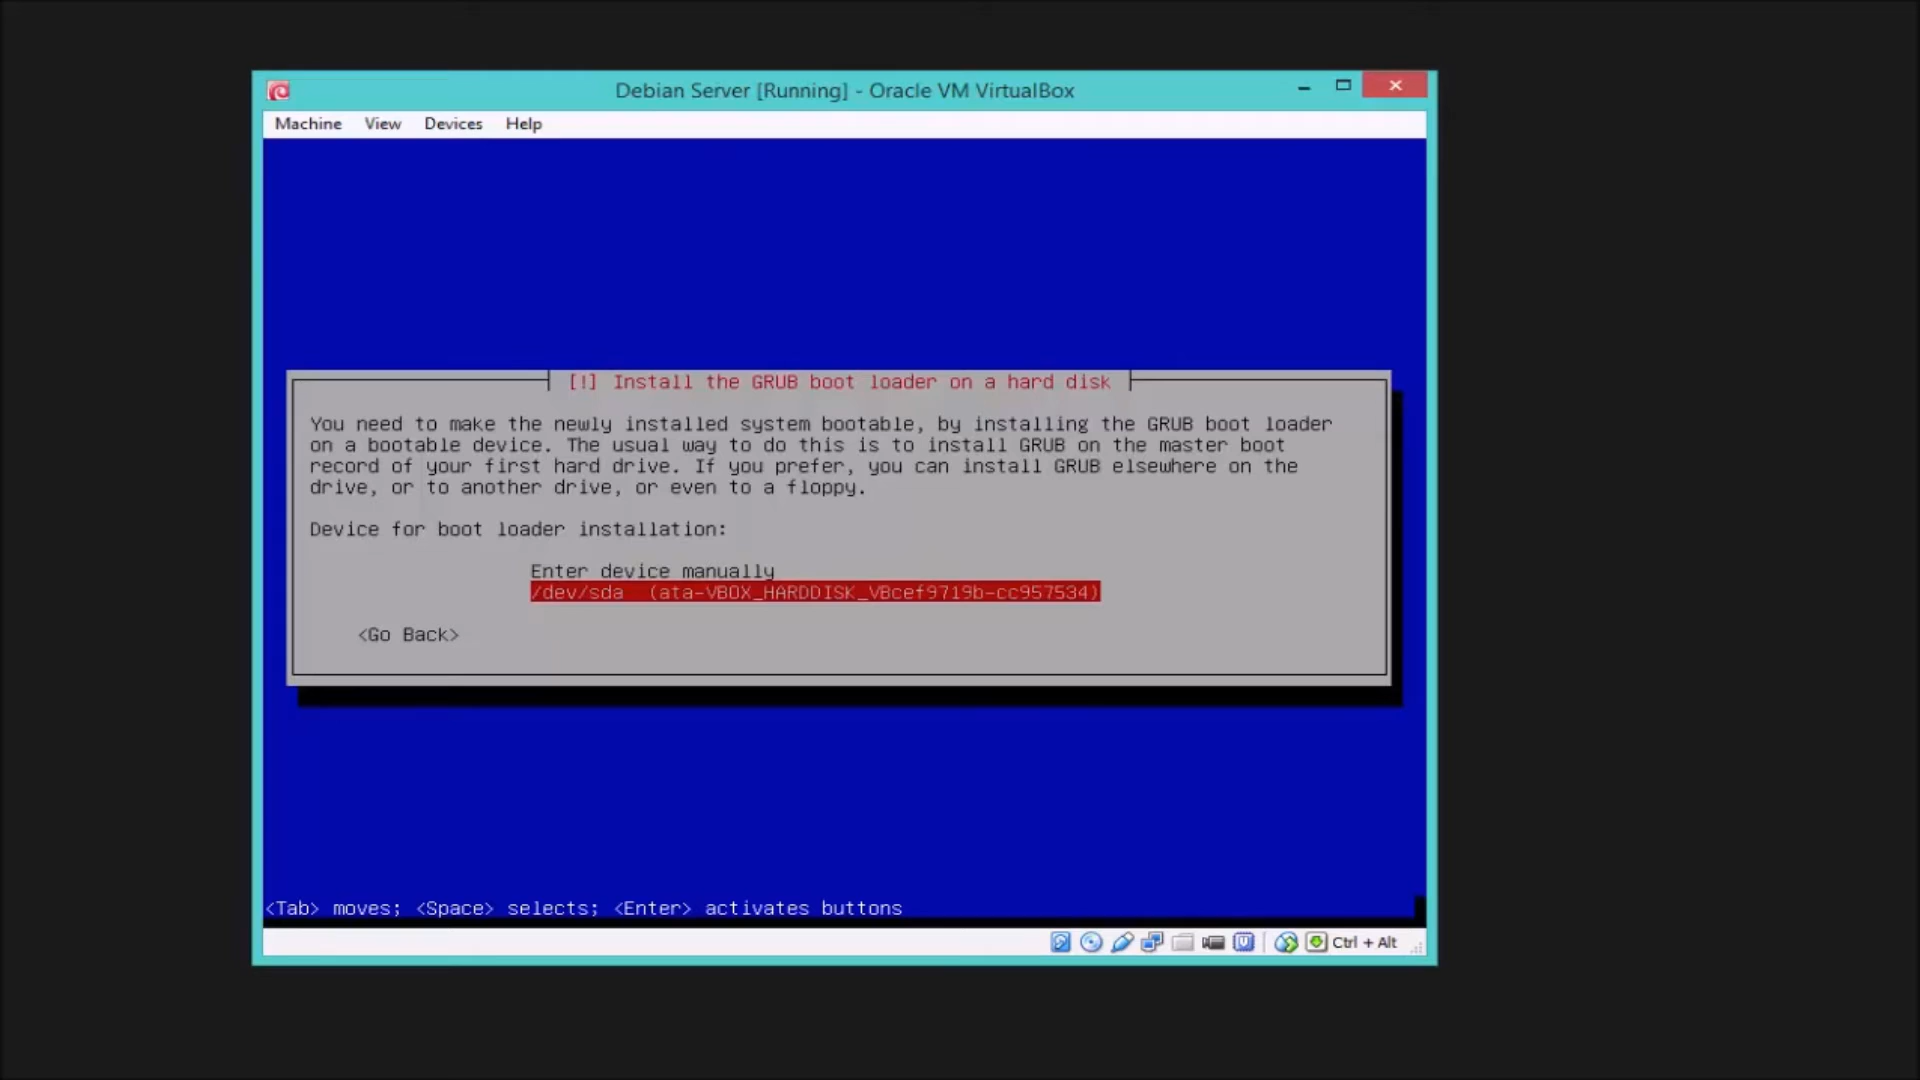 Debian Server [Running] - Oracle VM VirtualBox
Machine View Devices Help
[!] Install the GRUB boot loader on a hard disk
You need to make the newly installed system bootable, by installing the GRUB boot loader
on a bootable device. The usual way to do this is to install GRUB on the master boot
record of your first hard drive. If you prefer, you can install GRUB elsewhere on the
drive, or to another drive, or even to a floppy.
Device for boot loader installation:
Enter device manually
/dev/sda (ata-VBOX_HARDDISK_VBcef9719b-cc957534)
<Go Back>
<Tab> moves; <Space> selects; <Enter> activates buttons
Ctrl + Alt